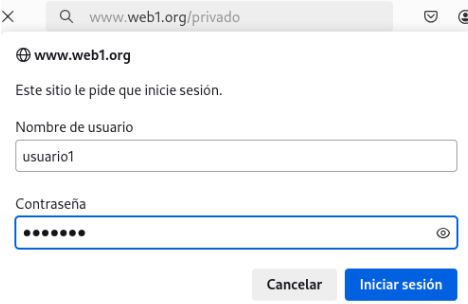 www.web1.org/privado
www.web1.org
Este sitio le pide que inicie sesión.
Nombre de usuario
usuario1
Contraseña
•••••••
Cancelar Iniciar sesión